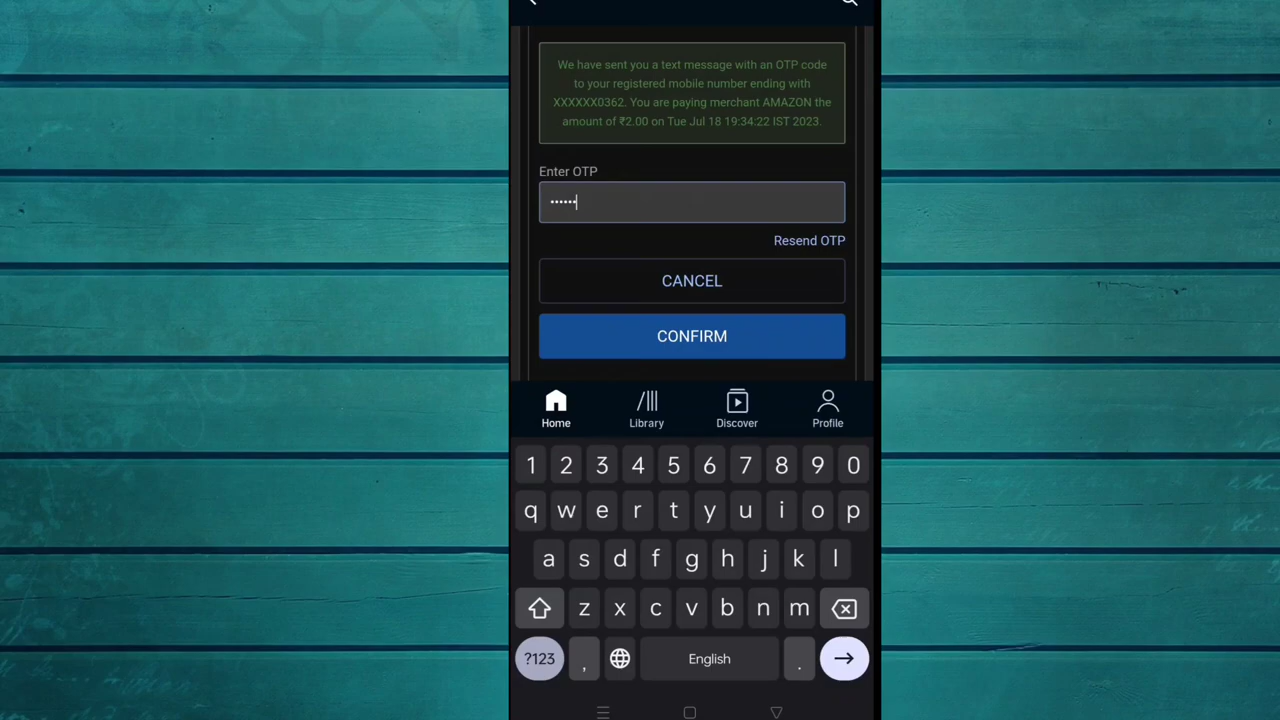 We have sent you a text message with an OTP code
to your registered mobile number ending with
XXXXXX0362. You are paying merchant AMAZON the
amount of ₹2.00 on Tue Jul 18 19:34:22 IST 2023.
Enter OTP
••••••
Resend OTP
CANCEL
CONFIRM
Home Library Discover Profile
1 2 3 4 5 6 7 8 9 0
q w e r t y u i o p
a s d f g h j k l
z x c v b n m
?123 , English .